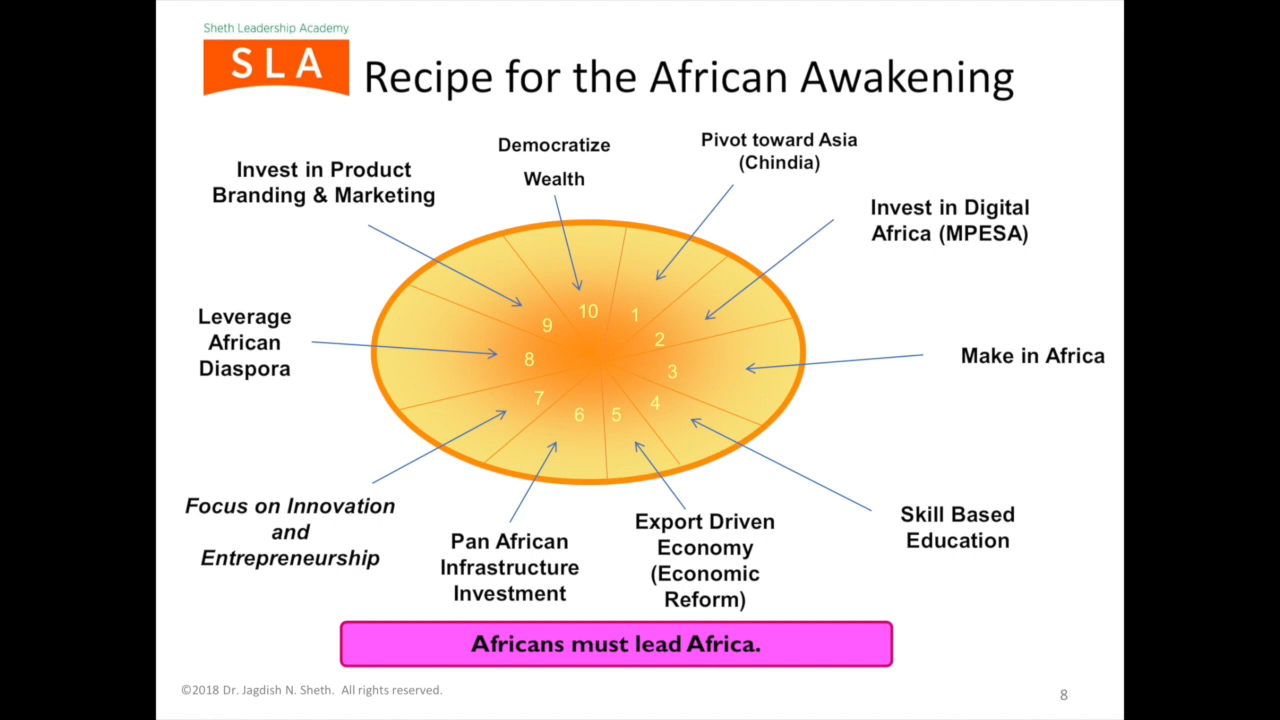 Sheth Leadership Academy
SLA
Recipe for the African Awakening
Democratize
Wealth
Pivot toward Asia
(Chindia)
Invest in Product
Branding & Marketing
Invest in Digital
Africa (MPESA)
Leverage
African
Diaspora
Make in Africa
10
1
9
2
8
3
7
4
6
5
Focus on Innovation
and
Entrepreneurship
Pan African
Infrastructure
Investment
Export Driven
Economy
(Economic
Reform)
Skill Based
Education
Africans must lead Africa.
©2018 Dr. Jagdish N. Sheth. All rights reserved.
8